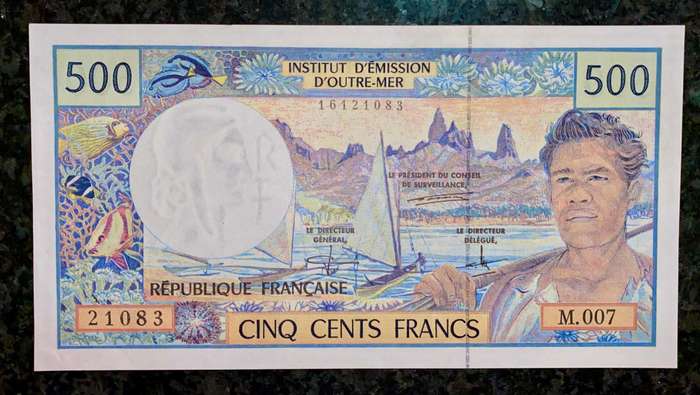 500
INSTITUT D'ÉMISSION
D'OUTRE-MER
500
16121083
LE PRÉSIDENT DU CONSEIL
DE SURVEILLANCE,
LE DIRECTEUR
GÉNÉRAL,
LE DIRECTEUR
DÉLÉGUÉ,
RÉPUBLIQUE FRANÇAISE
21083
CINQ CENTS FRANCS
M.007